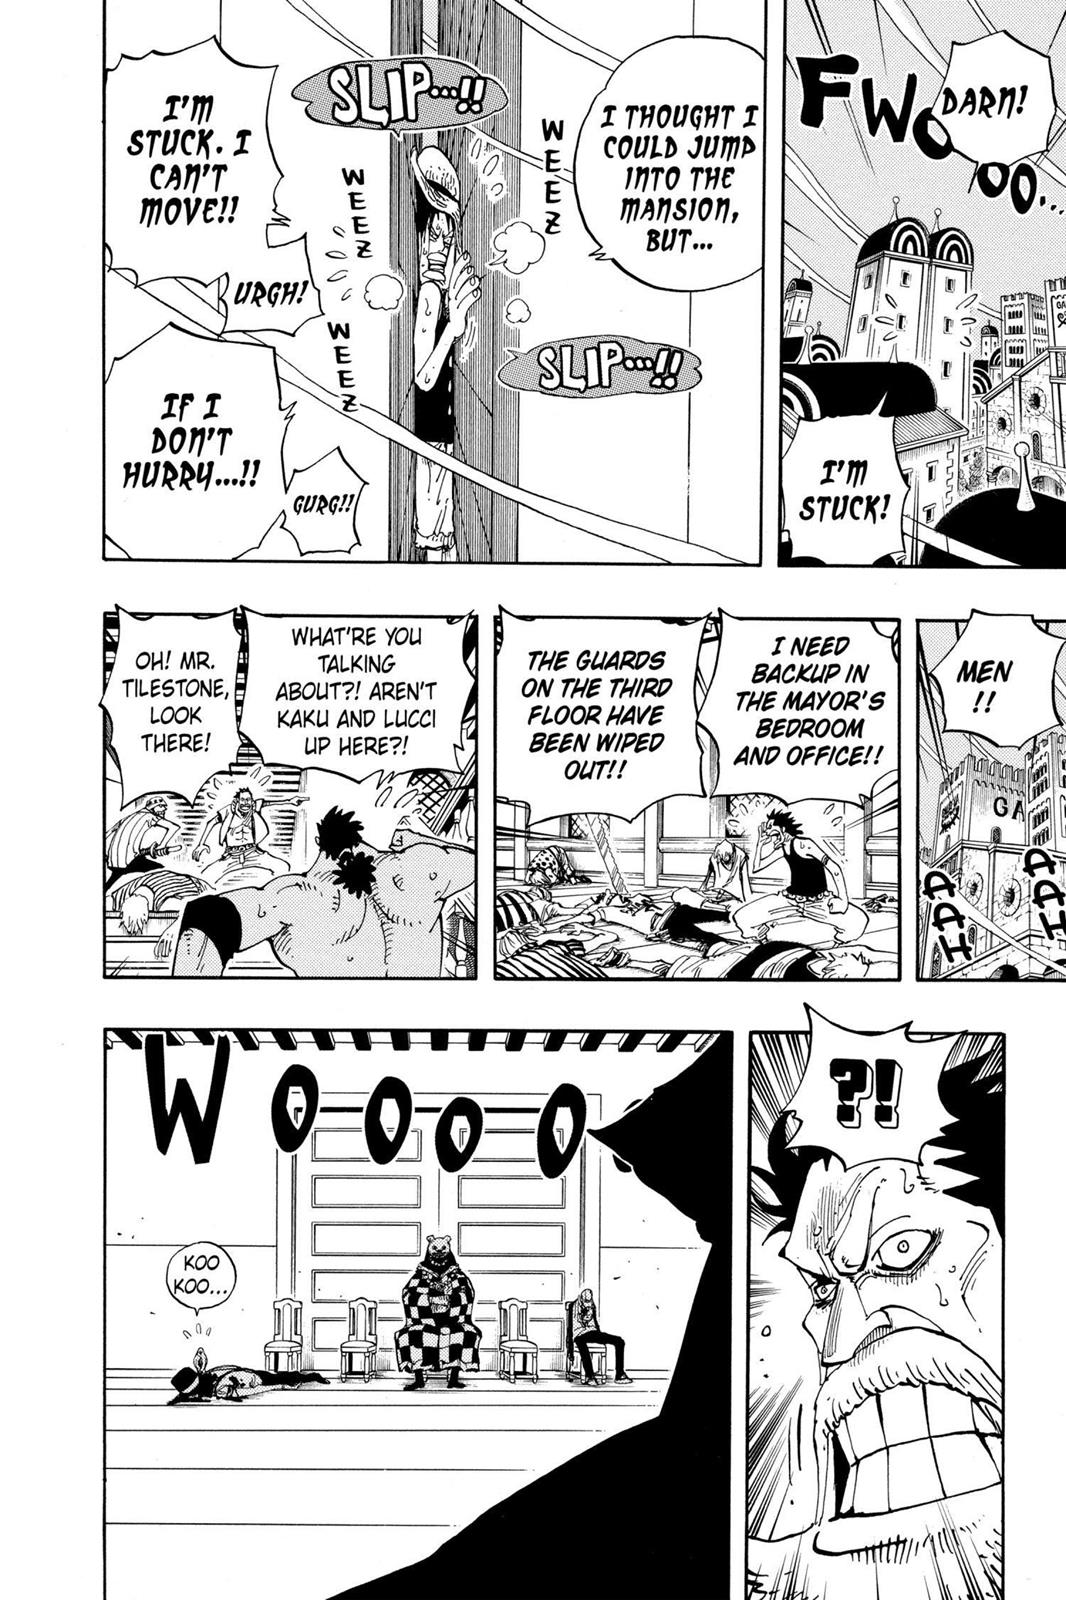 DARN!
FWOOO...
I'M
STUCK!
I THOUGHT I
COULD JUMP
INTO THE
MANSION,
BUT...
SLIP...!!
WEEZ
WEEZ
WEEZ
SLIP...!!
I'M
STUCK. I
CAN'T
MOVE!!
URGH!
IF I
DON'T
HURRY...!!
GURG!!
MEN
!!
GA
I NEED
BACKUP IN
THE MAYOR'S
BEDROOM
AND OFFICE!!
THE GUARDS
ON THE THIRD
FLOOR HAVE
BEEN WIPED
OUT!!
WHAT'RE YOU
TALKING
ABOUT?! AREN'T
KAKU AND LUCCI
UP HERE?!
OH! MR.
TILESTONE,
LOOK
THERE!
?!
WOOOO
KOO
KOO...